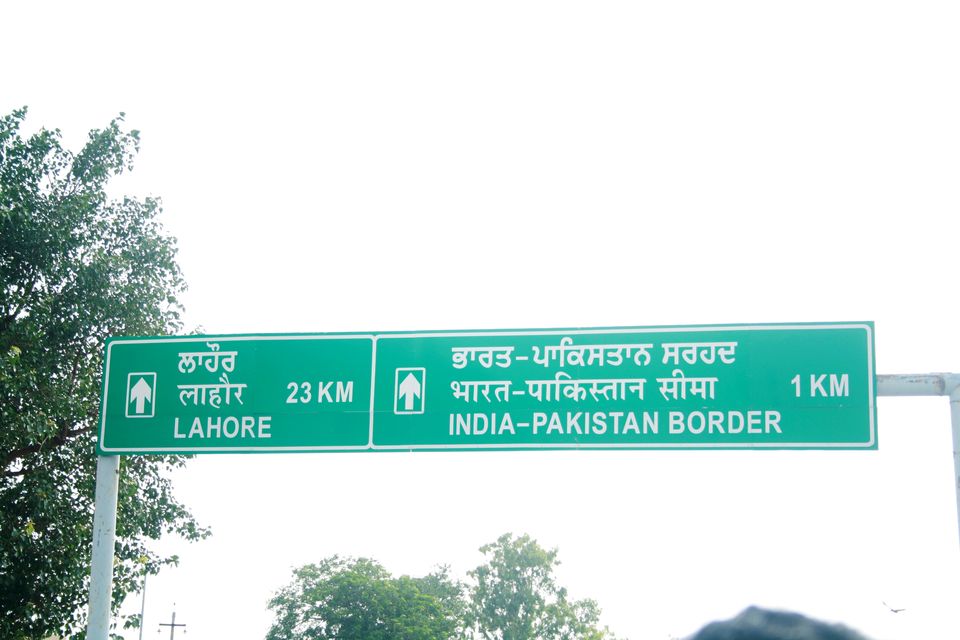 ਲਾਹੌਰ
लाहौर 23 KM
LAHORE
ਭਾਰਤ-ਪਾਕਿਸਤਾਨ ਸਰਹਦ
भारत-पाकिस्तान सीमा 1 KM
INDIA-PAKISTAN BORDER